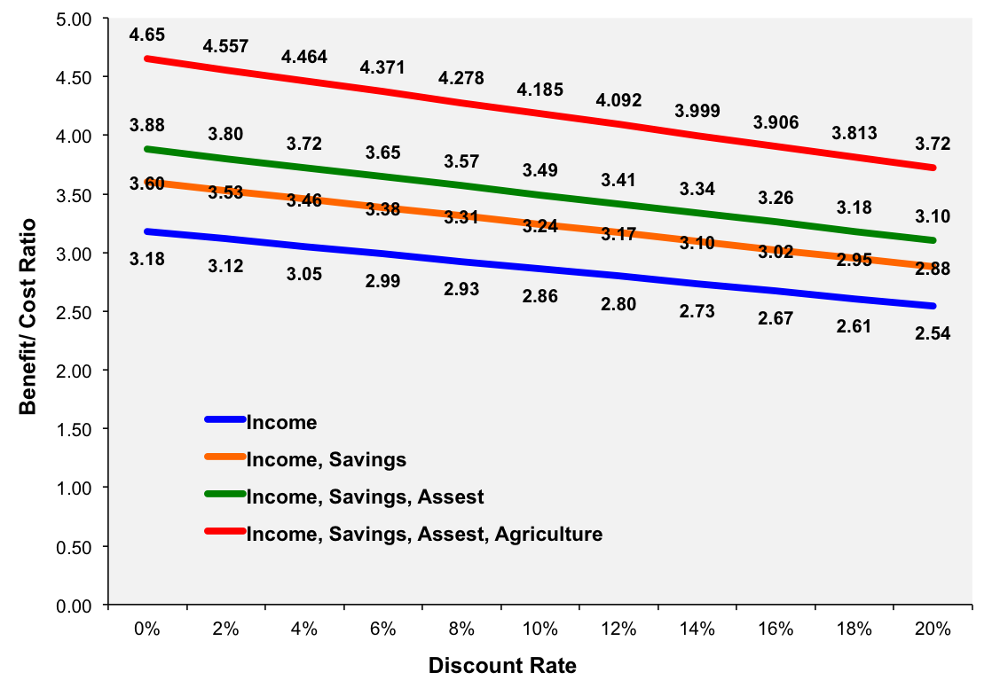 5.00
4.50
4.00
3.50
3.00
2.50
2.00
1.50
1.00
0.50
0.00
Benefit/ Cost Ratio
4.65 4.557 4.464 4.371 4.278 4.185 4.092 3.999 3.906 3.813 3.72
3.88 3.80 3.72 3.65 3.57 3.49 3.41 3.34 3.26 3.18 3.10
3.60 3.53 3.46 3.38 3.31 3.24 3.17 3.10 3.02 2.95 2.88
3.18 3.12 3.05 2.99 2.93 2.86 2.80 2.73 2.67 2.61 2.54
Income
Income, Savings
Income, Savings, Assest
Income, Savings, Assest, Agriculture
0% 2% 4% 6% 8% 10% 12% 14% 16% 18% 20%
Discount Rate